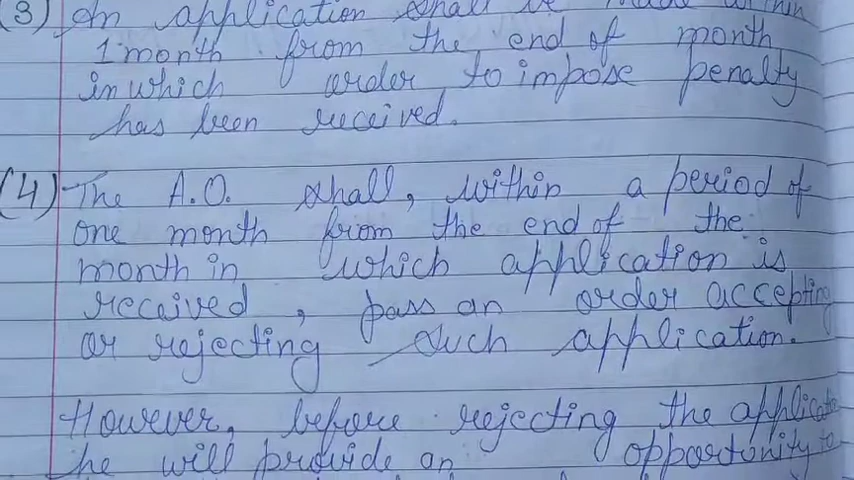 (3) An application shall be made within
1 month from the end of month
in which order to impose penalty
has been received.
(4) The A.O. shall, within a period of
one month from the end of the
month in which application is
received, pass an order accepting
or rejecting such application.
However, before rejecting the applicate
he will provide an opportunity to